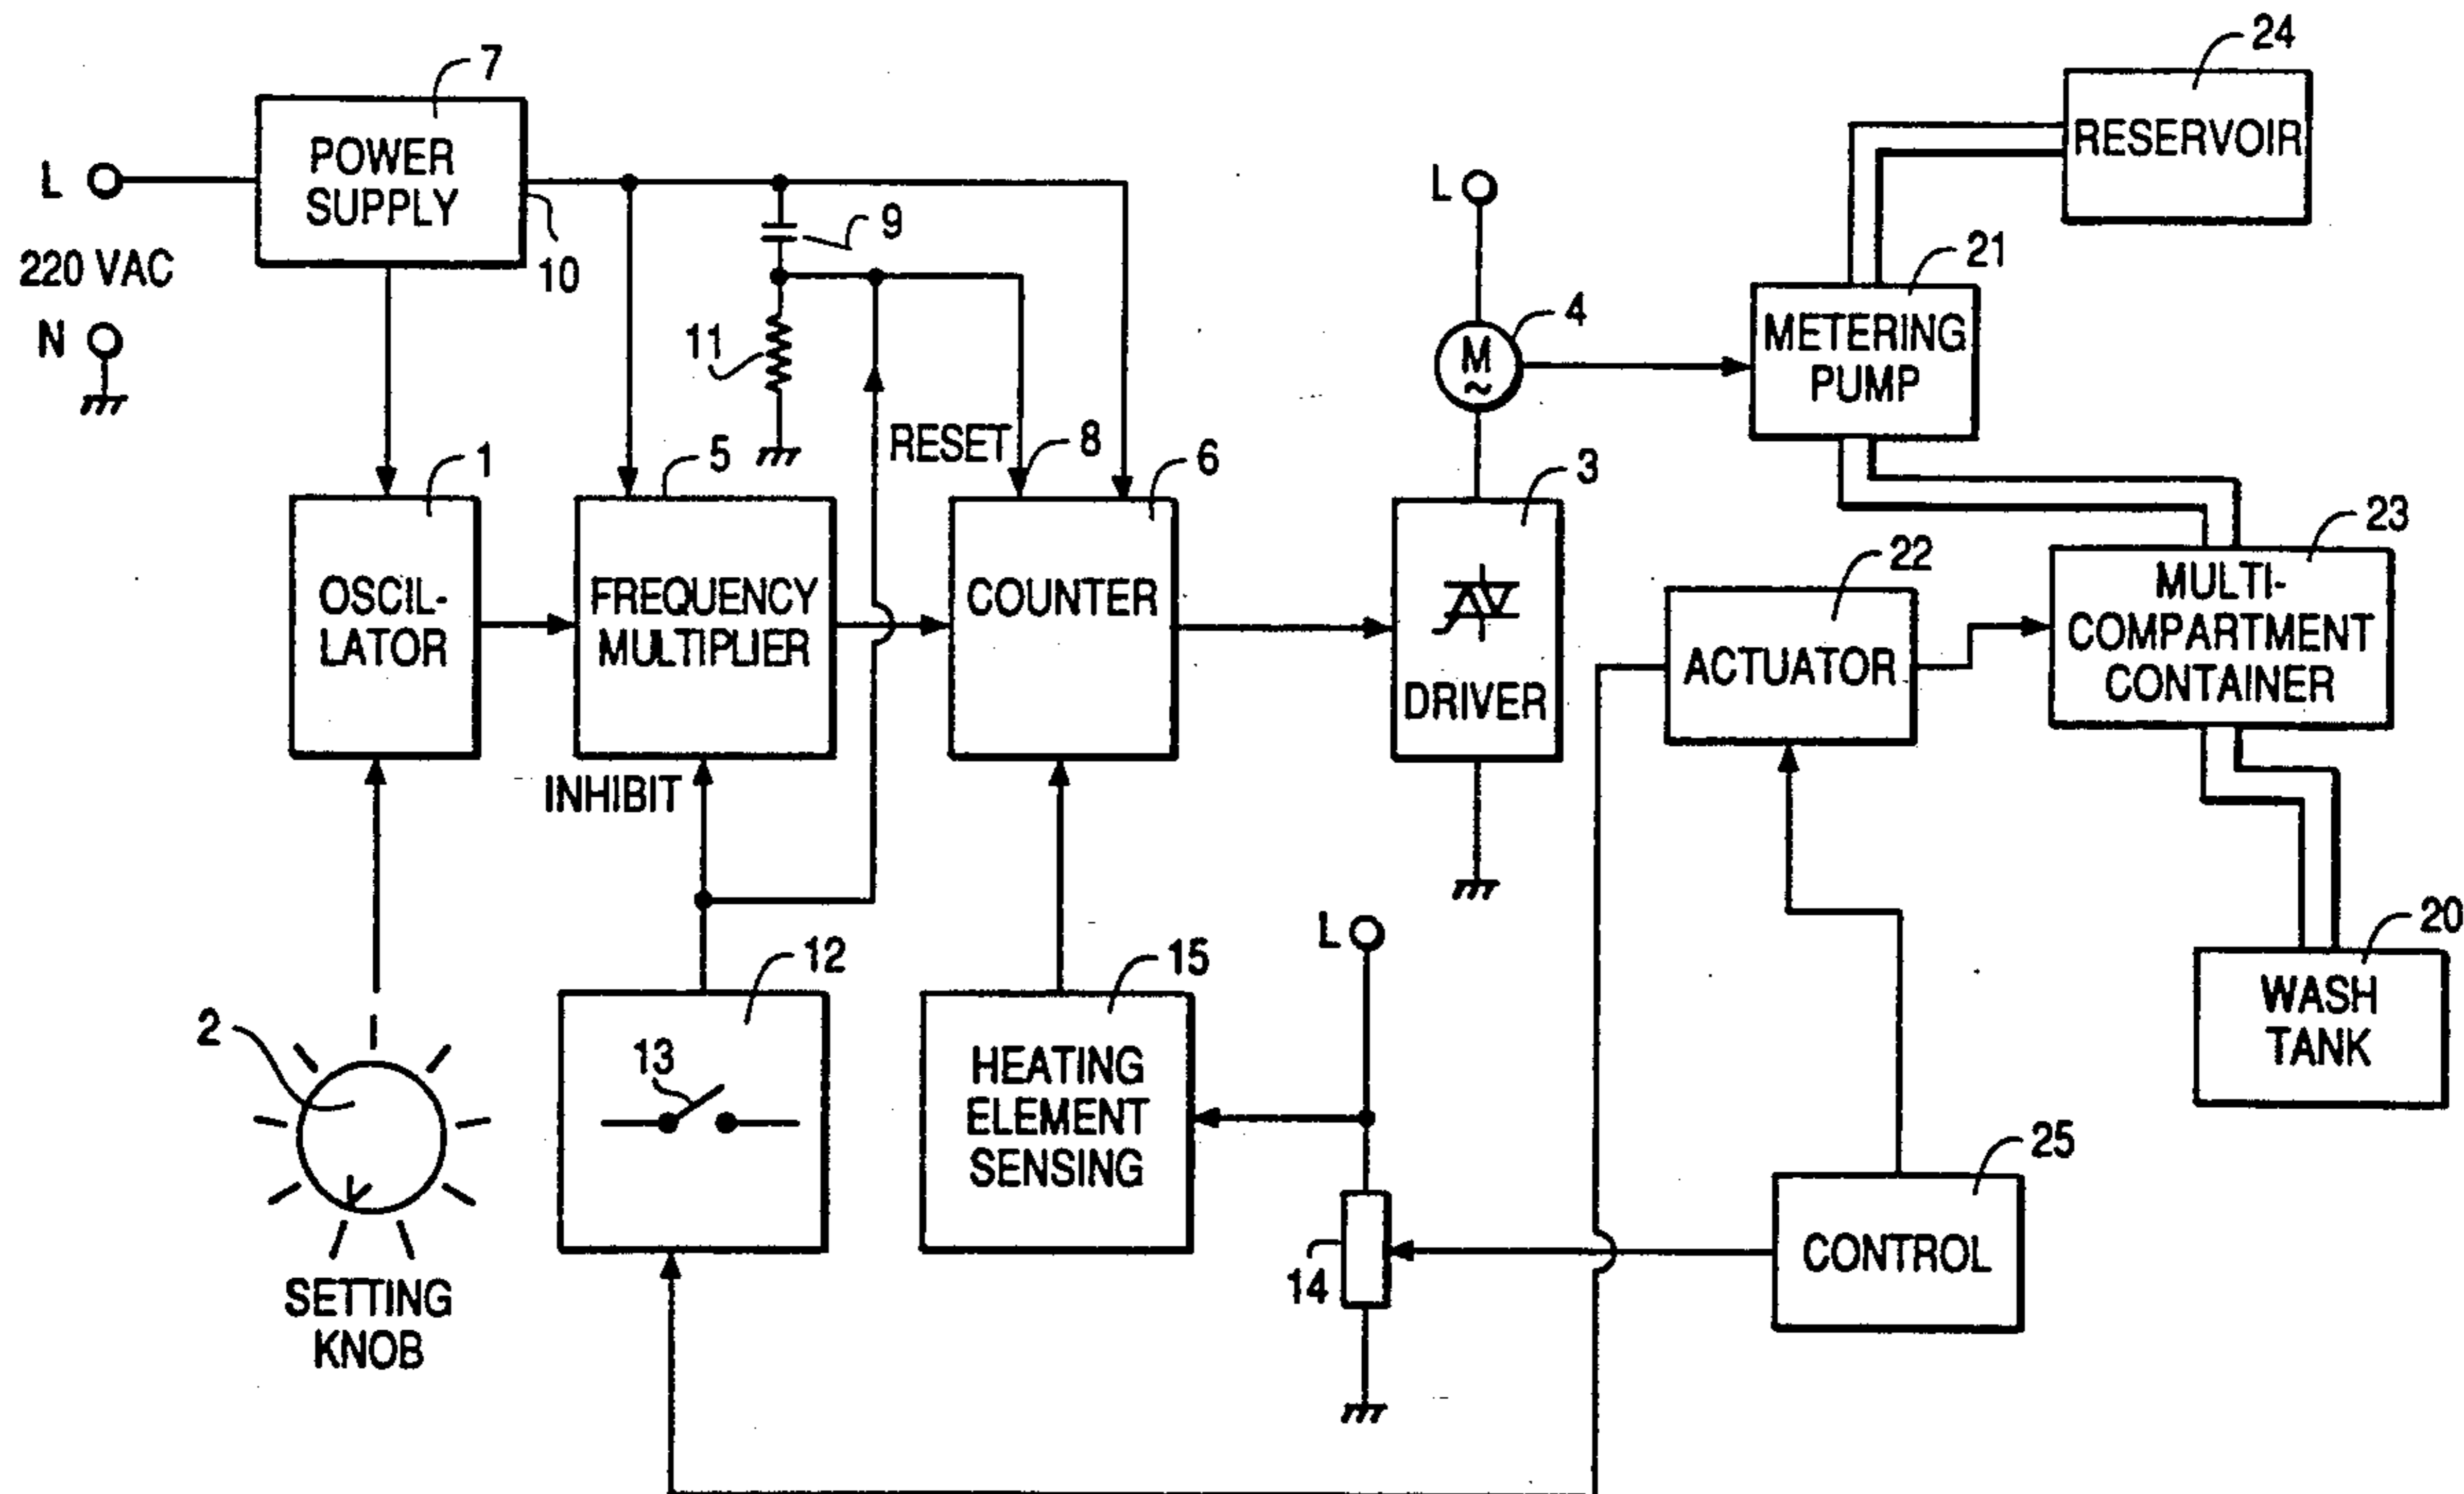 7
24
POWER
SUPPLY
RESERVOIR
L
L
9
220 VAC
10
21
N
11
4
METERING
PUMP
M
~
RESET
8
1
5
6
3
23
22
OSCIL-
LATOR
FREQUENCY
MULTIPLIER
COUNTER
DRIVER
ACTUATOR
MULTI-
COMPARTMENT
CONTAINER
INHIBIT
20
L
12
15
2
13
HEATING
ELEMENT
SENSING
WASH
TANK
25
14
CONTROL
SETTING
KNOB